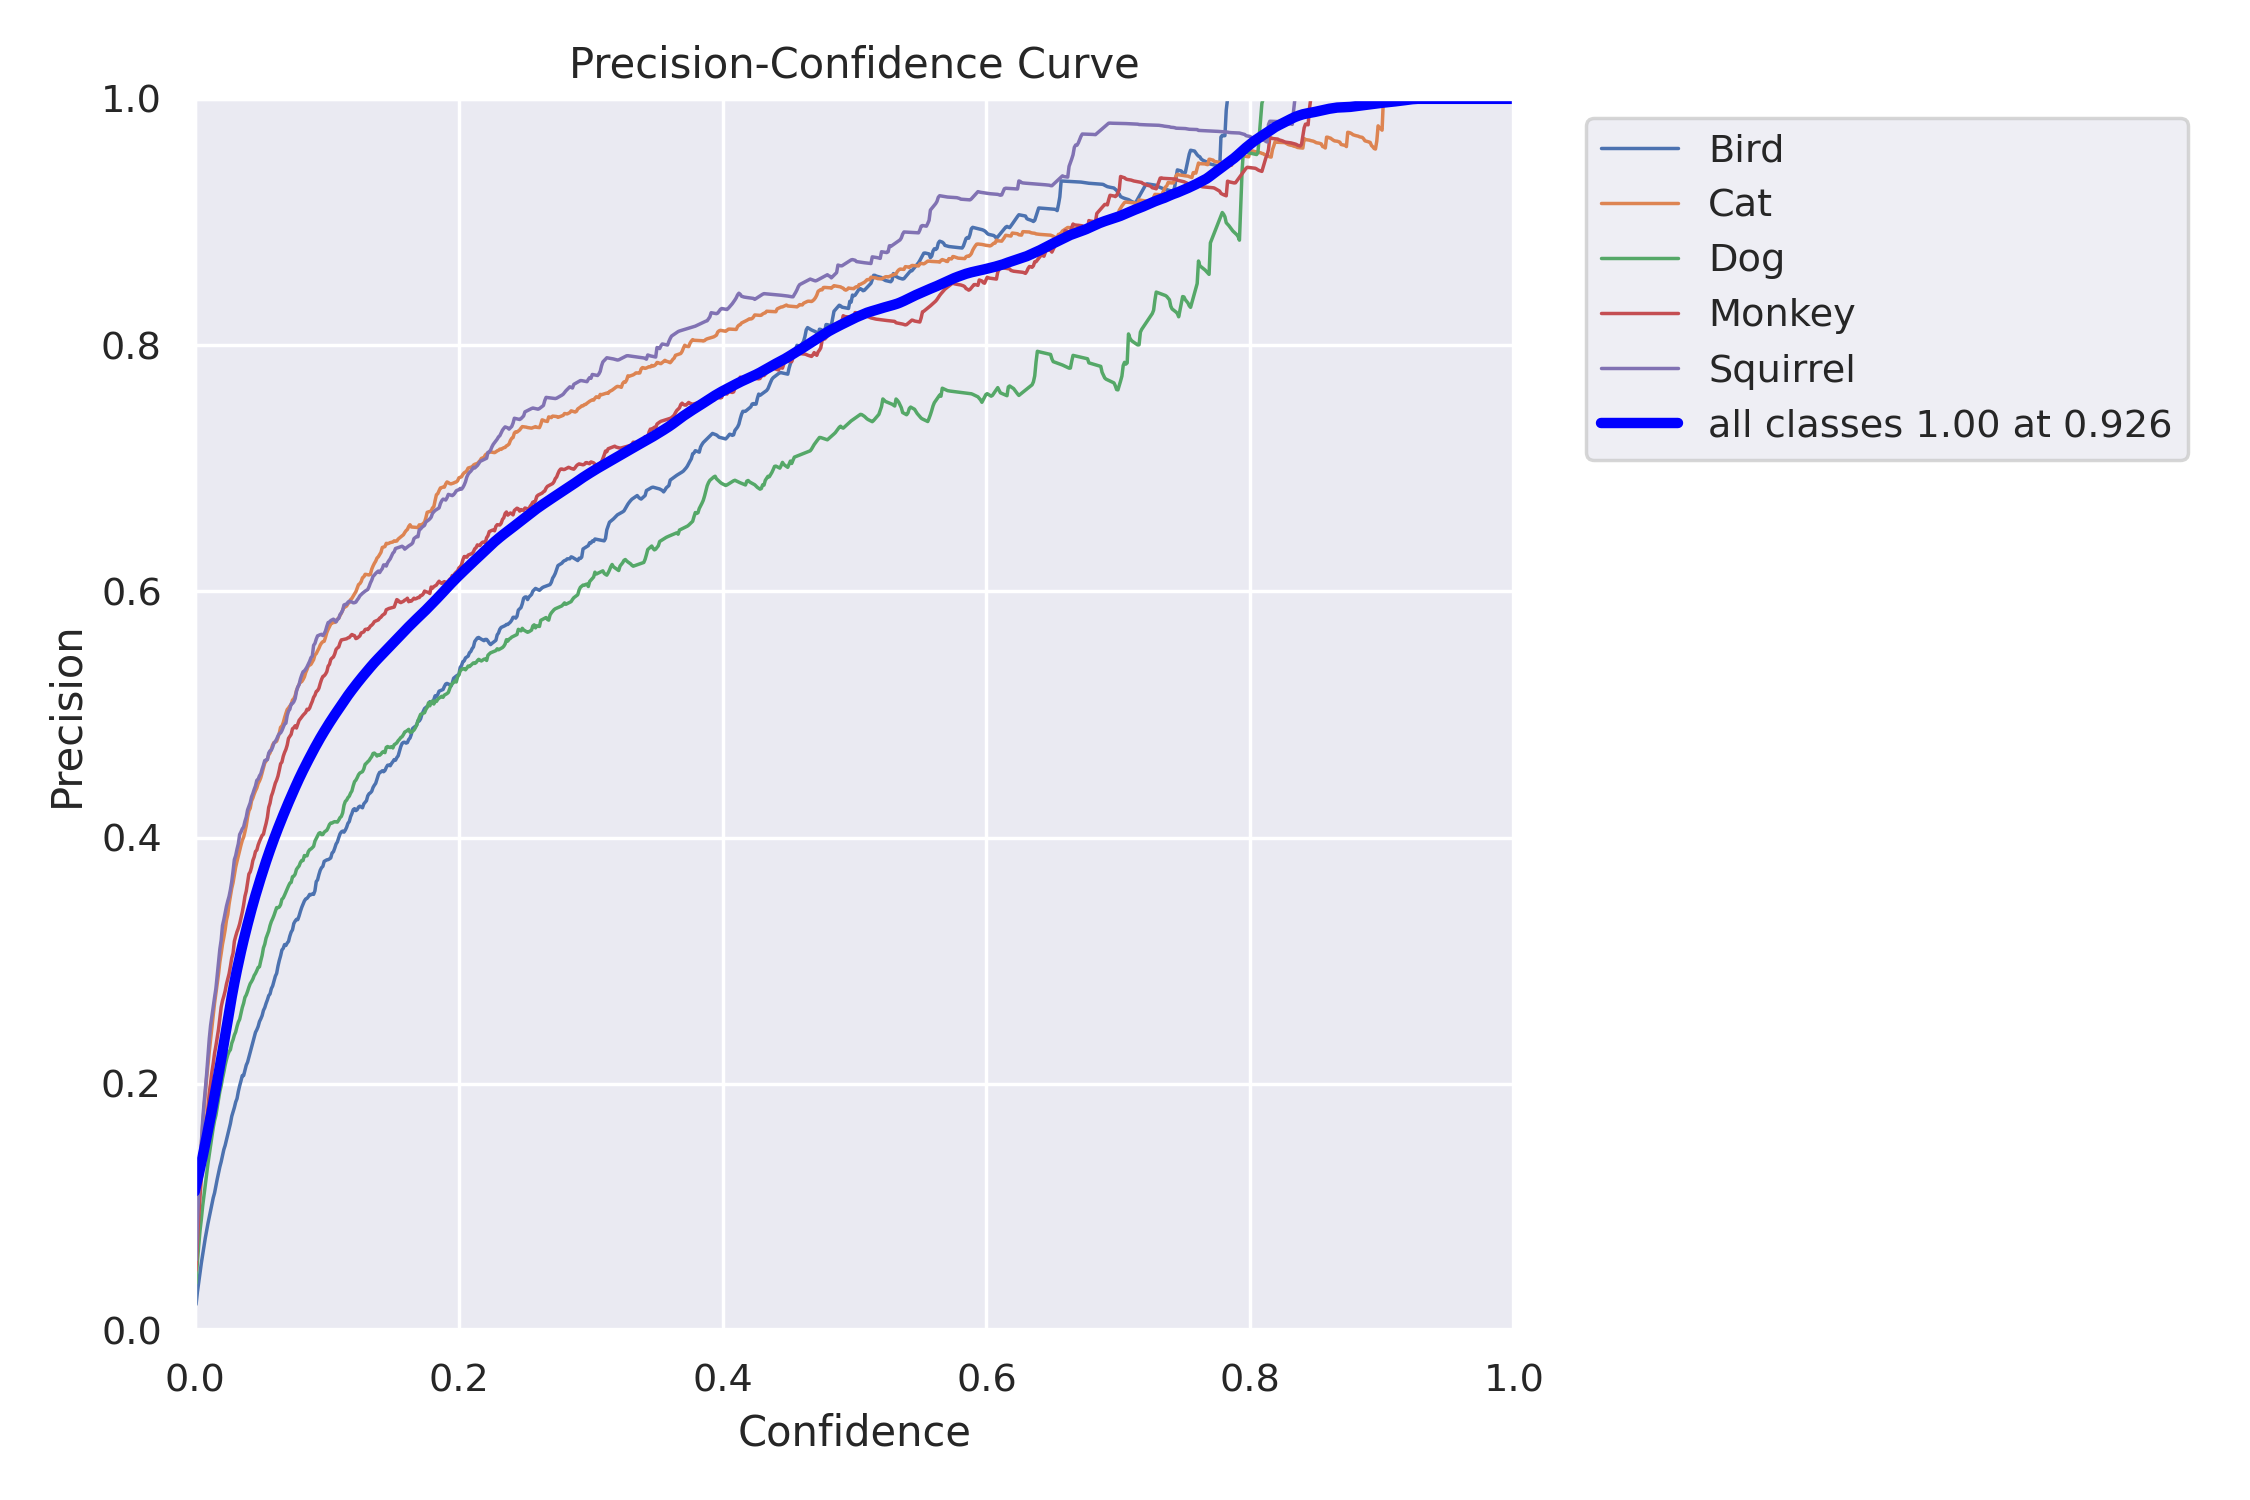 Precision-Confidence Curve
1.0
0.8
0.6
0.4
0.2
0.0
Precision
0.0 0.2 0.4 0.6 0.8 1.0
Confidence
Bird
Cat
Dog
Monkey
Squirrel
all classes 1.00 at 0.926